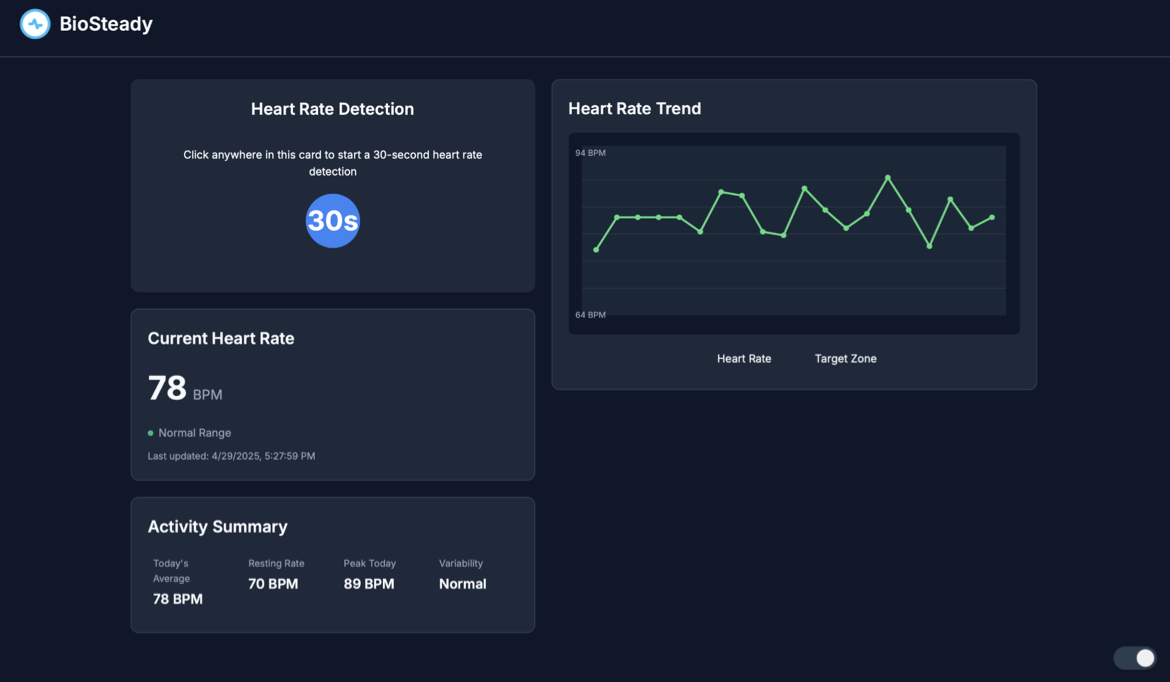 BioSteady
Heart Rate Detection
Click anywhere in this card to start a 30-second heart rate
detection
30s
Current Heart Rate
78 BPM
Normal Range
Last updated: 4/29/2025, 5:27:59 PM
Activity Summary
Today's
Average
78 BPM
Resting Rate
70 BPM
Peak Today
89 BPM
Variability
Normal
Heart Rate Trend
94 BPM
64 BPM
Heart Rate
Target Zone